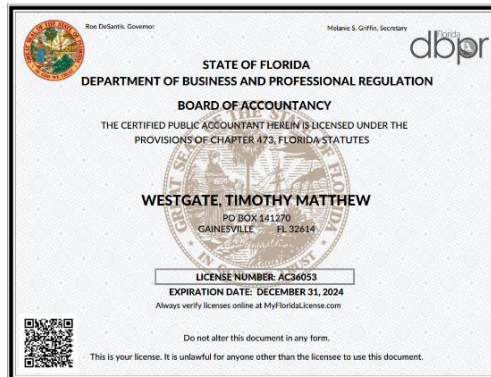 Ron DeSantis, Governor
Melanie S. Griffin, Secretary
Florida
dbpr
STATE OF FLORIDA
DEPARTMENT OF BUSINESS AND PROFESSIONAL REGULATION
BOARD OF ACCOUNTANCY
THE CERTIFIED PUBLIC ACCOUNTANT HEREIN IS LICENSED UNDER THE
PROVISIONS OF CHAPTER 473, FLORIDA STATUTES
WESTGATE, TIMOTHY MATTHEW
PO BOX 141270
GAINESVILLE FL 32614
LICENSE NUMBER: AC36053
EXPIRATION DATE: DECEMBER 31, 2024
Always verify licenses online at MyFloridaLicense.com
Do not alter this document in any form.
This is your license. It is unlawful for anyone other than the licensee to use this document.